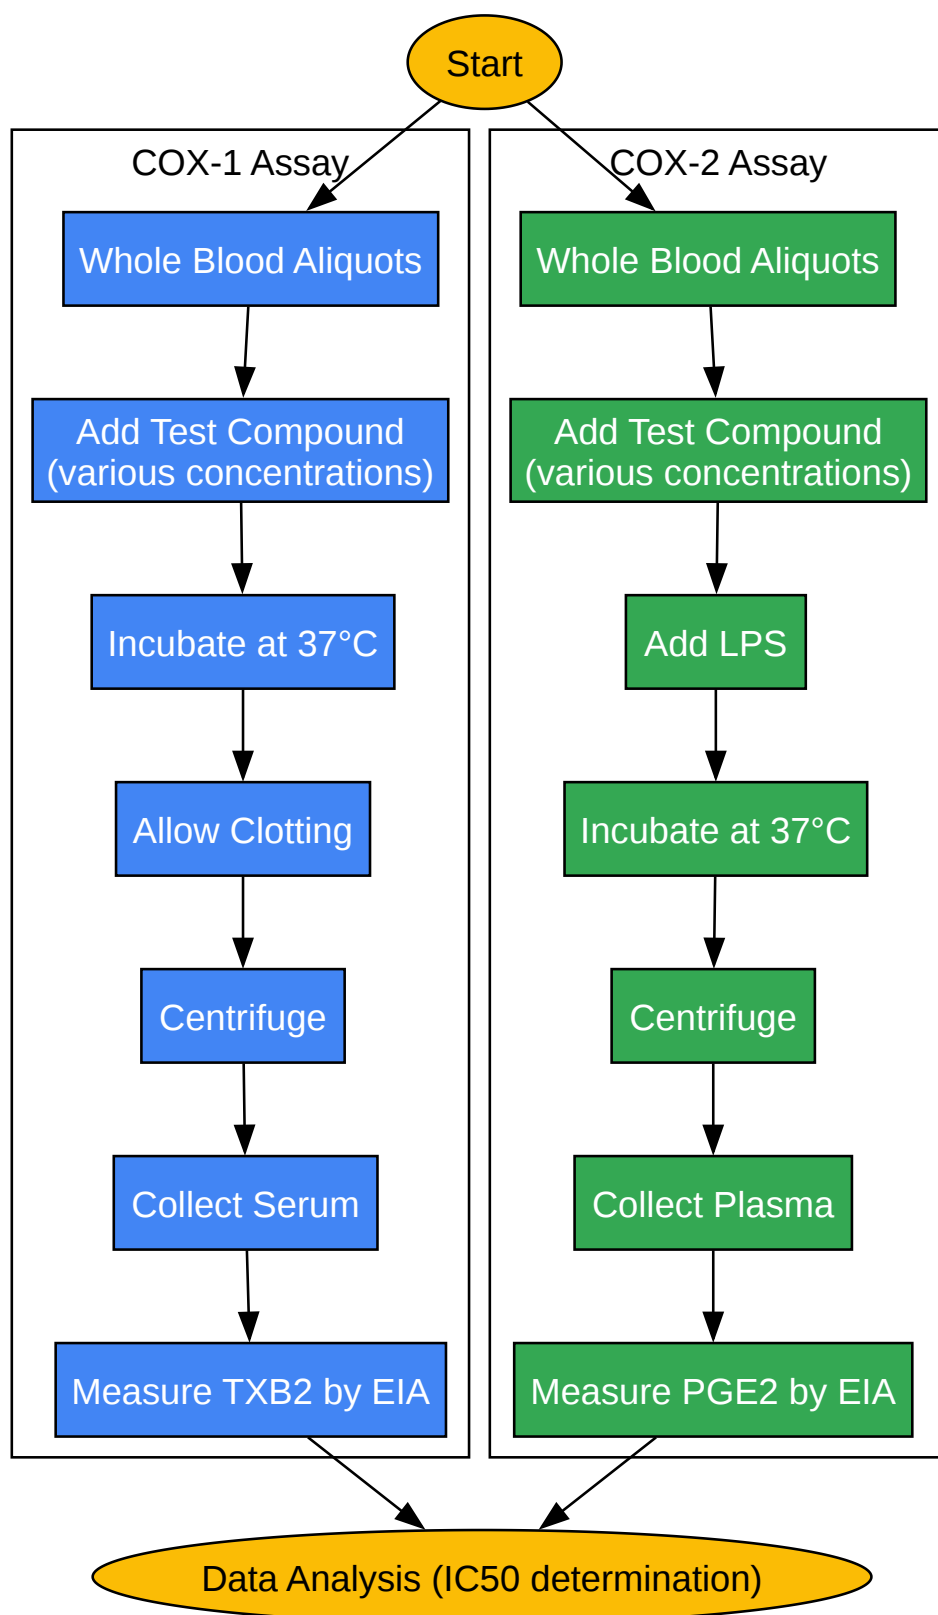 Start
COX-1 Assay
Whole Blood Aliquots
Add Test Compound
(various concentrations)
Incubate at 37°C
Allow Clotting
Centrifuge
Collect Serum
Measure TXB2 by EIA
COX-2 Assay
Whole Blood Aliquots
Add Test Compound
(various concentrations)
Add LPS
Incubate at 37°C
Centrifuge
Collect Plasma
Measure PGE2 by EIA
Data Analysis (IC50 determination)